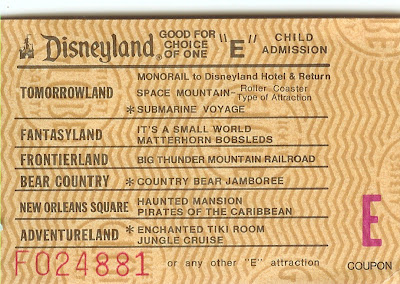 Disneyland® GOOD FOR CHOICE OF ONE "E" CHILD ADMISSION
TOMORROWLAND
MONORAIL to Disneyland Hotel & Return
SPACE MOUNTAIN- Roller Coaster Type of Attraction
* SUBMARINE VOYAGE
FANTASYLAND
IT'S A SMALL WORLD
MATTERHORN BOBSLEDS
FRONTIERLAND
BIG THUNDER MOUNTAIN RAILROAD
BEAR COUNTRY
* COUNTRY BEAR JAMBOREE
NEW ORLEANS SQUARE
HAUNTED MANSION
PIRATES OF THE CARIBBEAN
ADVENTURELAND
* ENCHANTED TIKI ROOM
JUNGLE CRUISE
F024881
or any other "E" attraction
E
COUPON